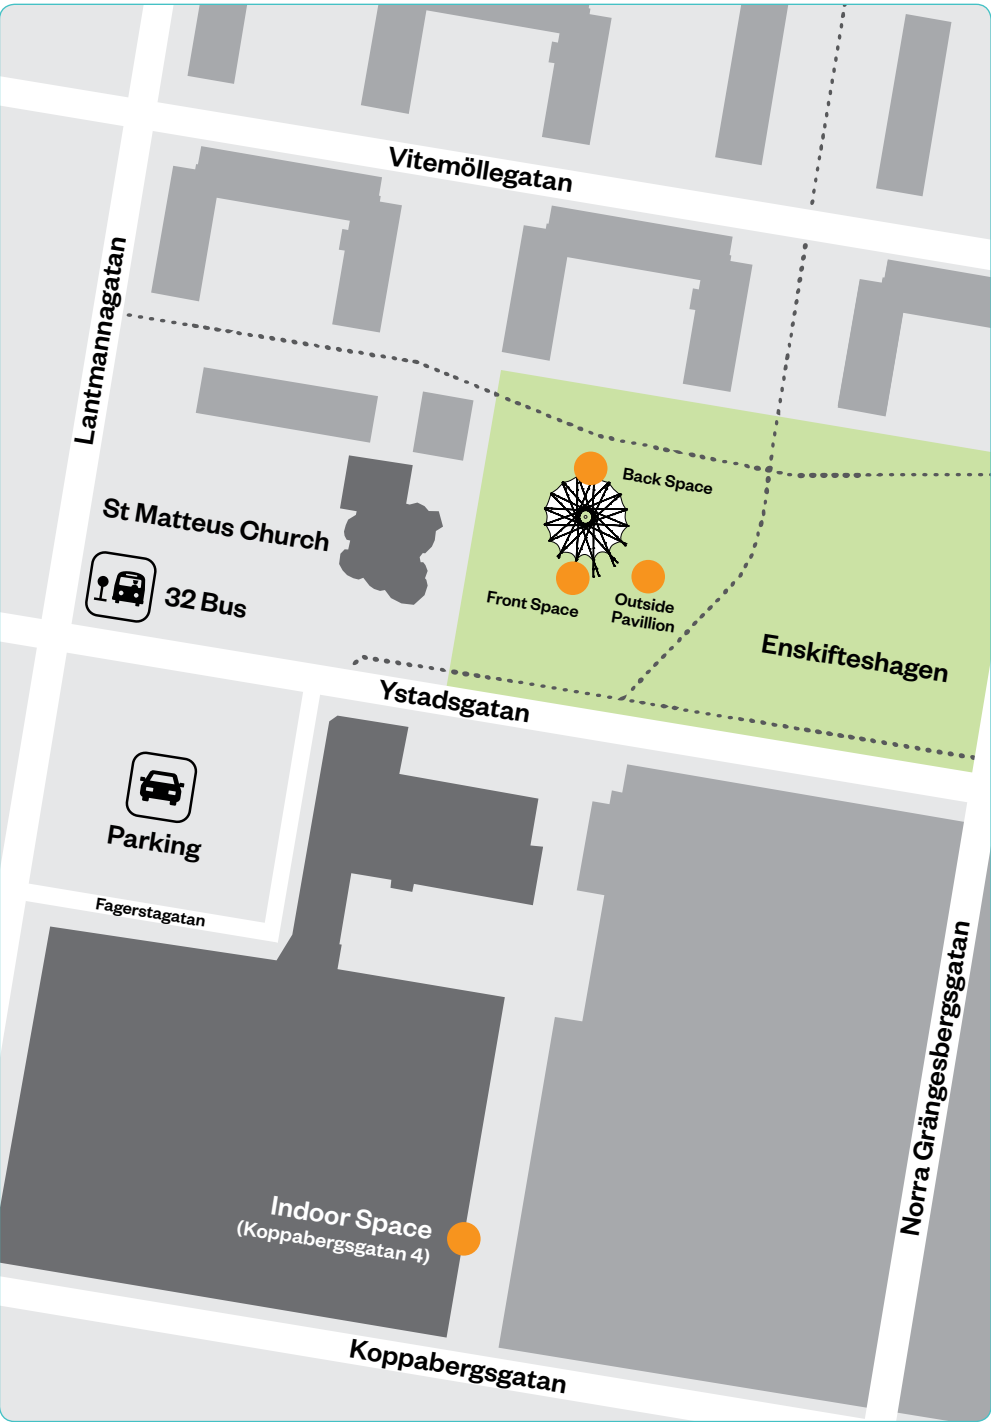 Vitemöllegatan
Lantmannagatan
Back Space
St Matteus Church
32 Bus
Front Space
Outside
Pavillion
Enskifteshagen
Ystadsgatan
Parking
Fagerstagatan
Norra Grängesbergsgatan
Indoor Space
(Koppabergsgatan 4)
Koppabergsgatan